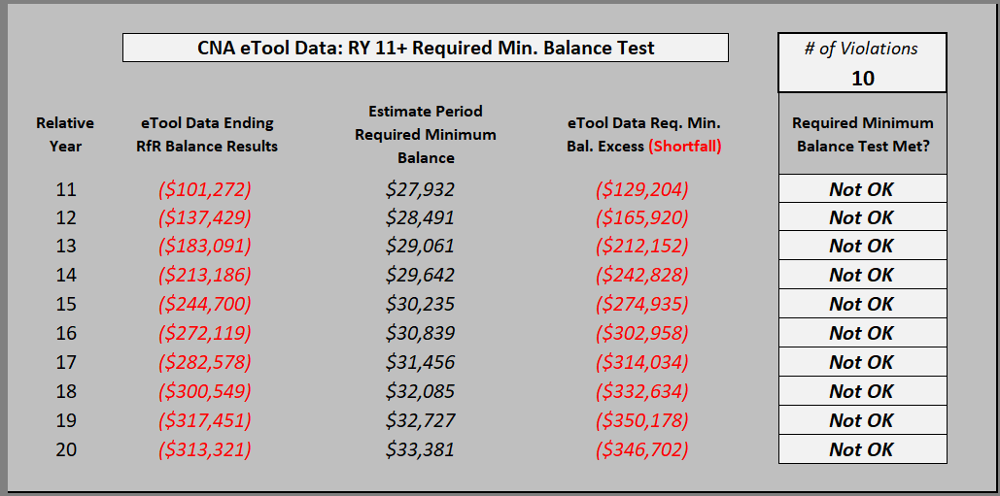 CNA eTool Data: RY 11+ Required Min. Balance Test
# of Violations
10
Relative Year
eTool Data Ending RfR Balance Results
Estimate Period Required Minimum Balance
eTool Data Req. Min. Bal. Excess (Shortfall)
Required Minimum Balance Test Met?
11 ($101,272) $27,932 ($129,204) Not OK
12 ($137,429) $28,491 ($165,920) Not OK
13 ($183,091) $29,061 ($212,152) Not OK
14 ($213,186) $29,642 ($242,828) Not OK
15 ($244,700) $30,235 ($274,935) Not OK
16 ($272,119) $30,839 ($302,958) Not OK
17 ($282,578) $31,456 ($314,034) Not OK
18 ($300,549) $32,085 ($332,634) Not OK
19 ($317,451) $32,727 ($350,178) Not OK
20 ($313,321) $33,381 ($346,702) Not OK